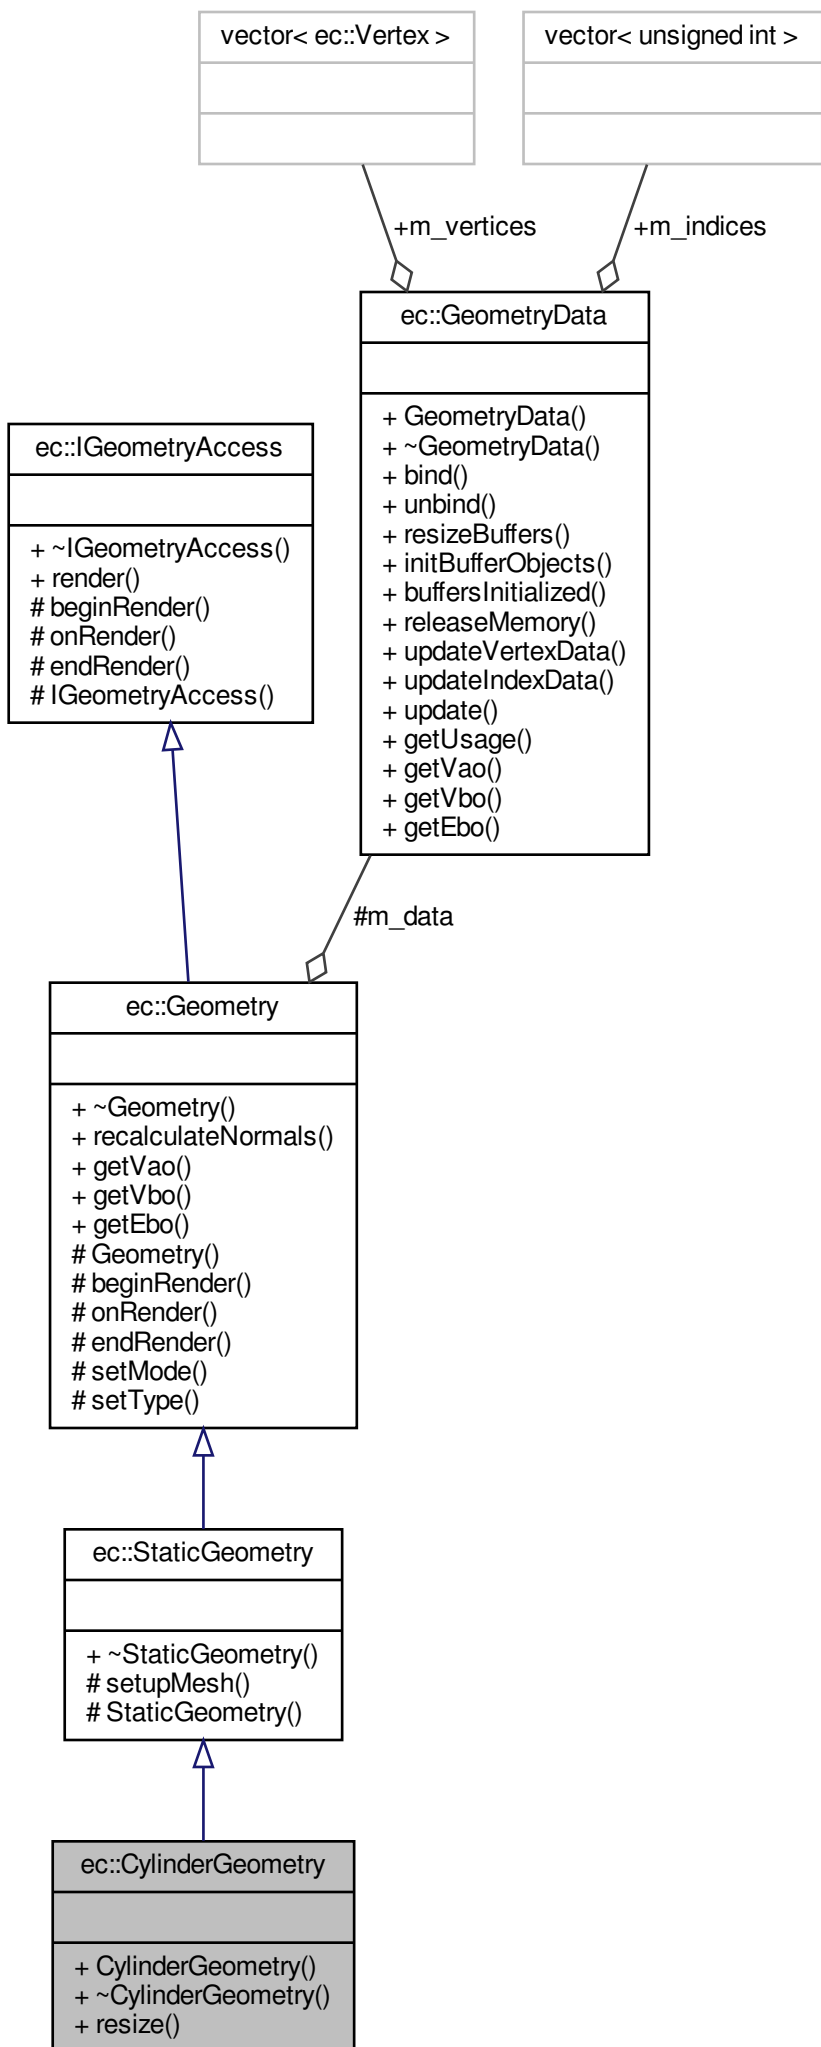 vector< ec::Vertex >
vector< unsigned int >
+m_vertices
+m_indices
ec::GeometryData
+ GeometryData()
+ ~GeometryData()
+ bind()
+ unbind()
+ resizeBuffers()
+ initBufferObjects()
+ buffersInitialized()
+ releaseMemory()
+ updateVertexData()
+ updateIndexData()
+ update()
+ getUsage()
+ getVao()
+ getVbo()
+ getEbo()
ec::IGeometryAccess
+ ~IGeometryAccess()
+ render()
# beginRender()
# onRender()
# endRender()
# IGeometryAccess()
#m_data
ec::Geometry
+ ~Geometry()
+ recalculateNormals()
+ getVao()
+ getVbo()
+ getEbo()
# Geometry()
# beginRender()
# onRender()
# endRender()
# setMode()
# setType()
ec::StaticGeometry
+ ~StaticGeometry()
# setupMesh()
# StaticGeometry()
ec::CylinderGeometry
+ CylinderGeometry()
+ ~CylinderGeometry()
+ resize()